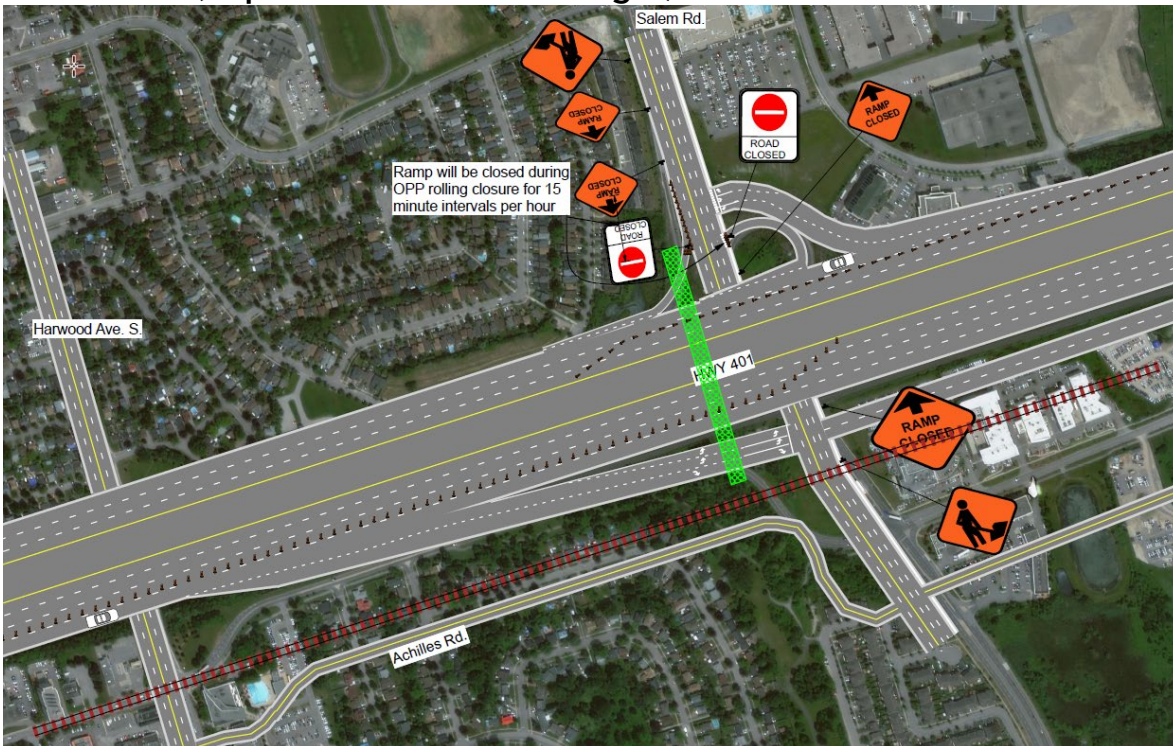 Salem Rd.
RAMP
CLOSED
RAMP
CLOSED
ROAD
CLOSED
RAMP
CLOSED
Ramp will be closed during
OPP rolling closure for 15
minute intervals per hour
ROAD
CLOSED
Harwood Ave. S.
HWY 401
RAMP
CLOSED
Achilles Rd.